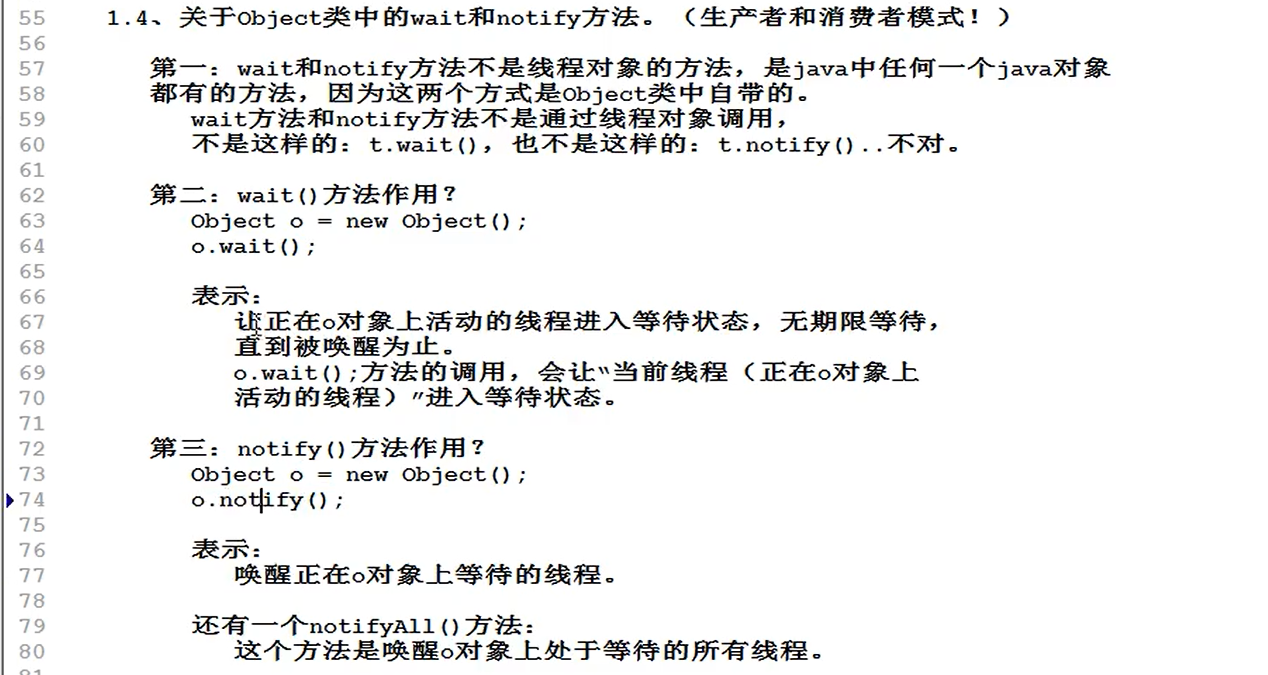 55 1.4、关于Object类中的wait和notify方法。（生产者和消费者模式！）
56
57 第一：wait和notify方法不是线程对象的方法，是java中任何一个java对象
58 都有的方法，因为这两个方式是Object类中自带的。
59 wait方法和notify方法不是通过线程对象调用，
60 不是这样的：t.wait()，也不是这样的：t.notify()..不对。
61
62 第二：wait()方法作用？
63 Object o = new Object();
64 o.wait();
65
66 表示：
67 让正在o对象上活动的线程进入等待状态，无期限等待，
68 直到被唤醒为止。
69 o.wait();方法的调用，会让“当前线程（正在o对象上
70 活动的线程）”进入等待状态。
71
72 第三：notify()方法作用？
73 Object o = new Object();
74 o.notify();
75
76 表示：
77 唤醒正在o对象上等待的线程。
78
79 还有一个notifyAll()方法：
80 这个方法是唤醒o对象上处于等待的所有线程。
81